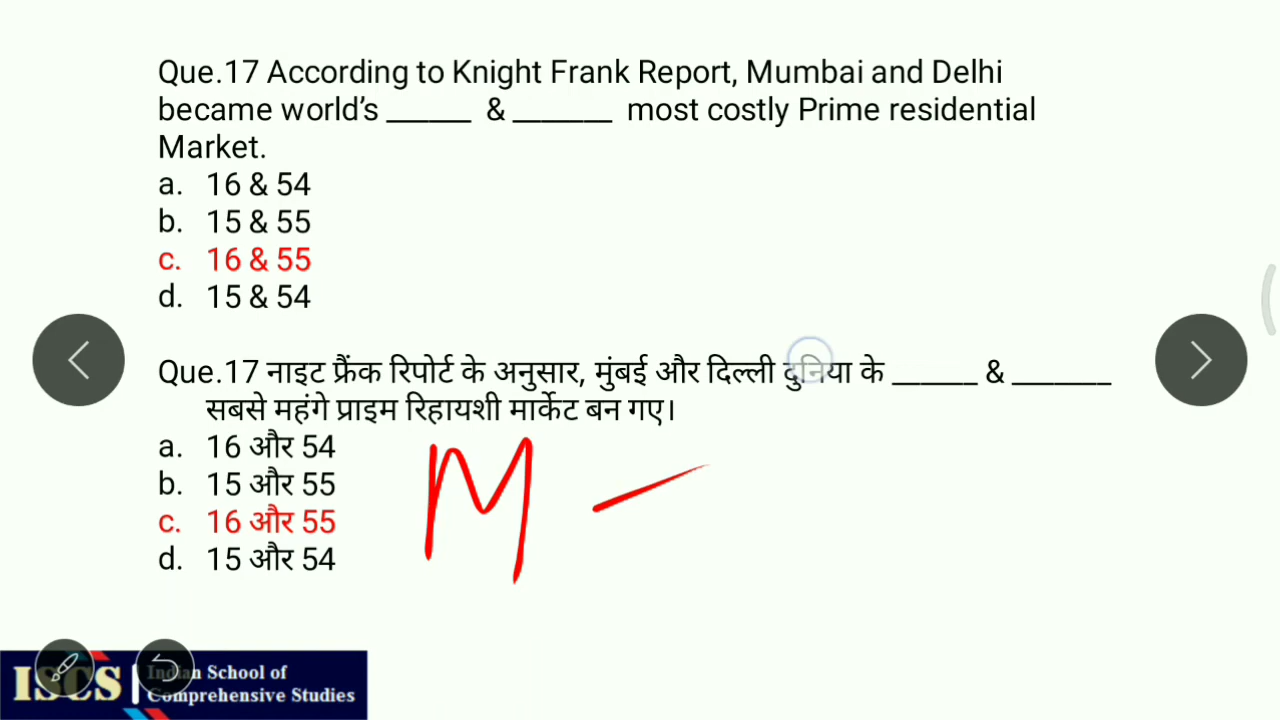 Que.17 According to Knight Frank Report, Mumbai and Delhi
became world's ______ & _______ most costly Prime residential
Market.
a. 16 & 54
b. 15 & 55
c. 16 & 55
d. 15 & 54
Que.17 नाइट फ्रैंक रिपोर्ट के अनुसार, मुंबई और दिल्ली दुनिया के ______ & _______
सबसे महंगे प्राइम रिहायशी मार्केट बन गए।
a. 16 और 54
b. 15 और 55
c. 16 और 55
d. 15 और 54
M —
ISCS | Indian School of
Comprehensive Studies